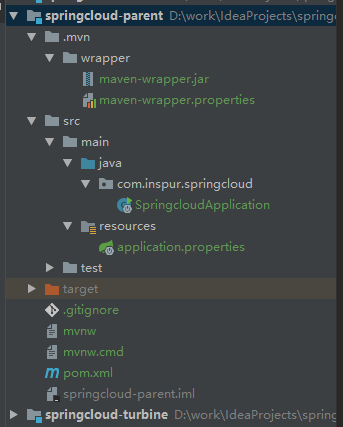 springcloud-parent D:\work\IdeaProjects\springc
.mvn
wrapper
maven-wrapper.jar
maven-wrapper.properties
src
main
java
com.inspur.springcloud
SpringcloudApplication
resources
application.properties
test
target
.gitignore
mvnw
mvnw.cmd
pom.xml
springcloud-parent.iml
springcloud-turbine D:\work\IdeaProjects\spring